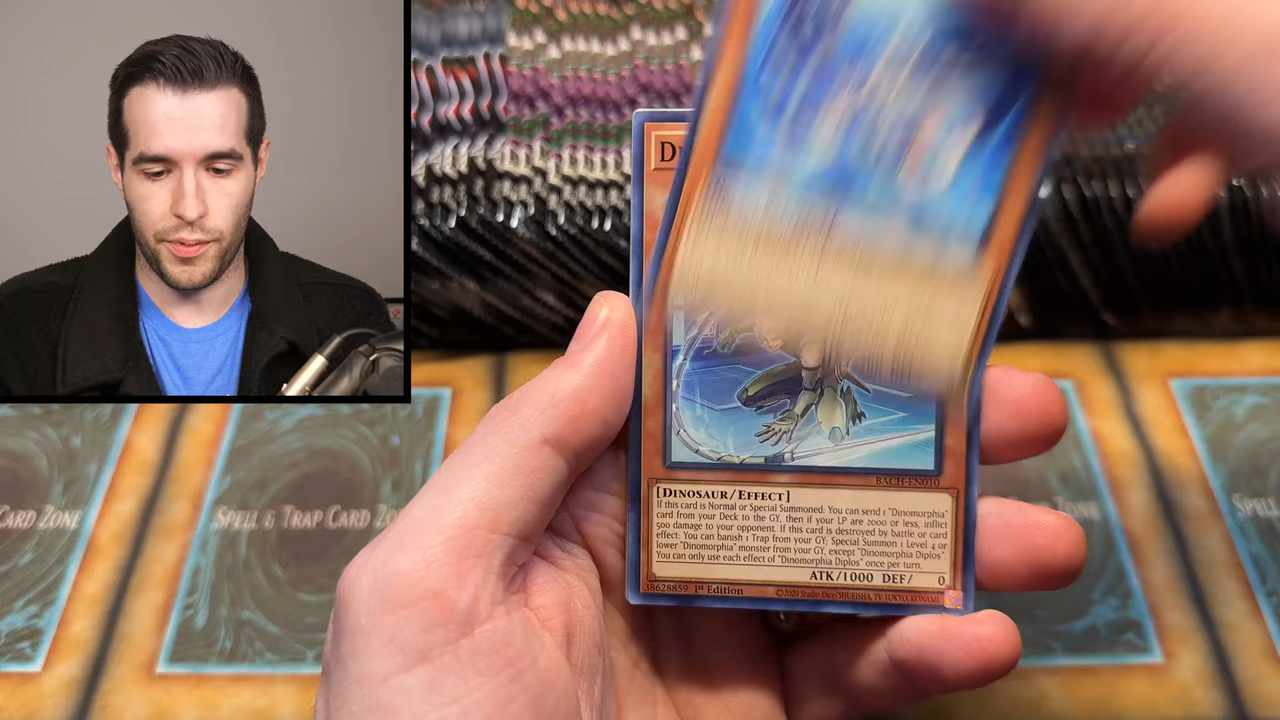 D
BACH-EN010
[DINOSAUR/EFFECT]
If this card is Normal or Special Summoned: You can send 1 "Dinomorphia"
card from your Deck to the GY, then if your LP are 2000 or less, inflict
500 damage to your opponent. If this card is destroyed by battle or card
effect: You can banish 1 Trap from your GY; Special Summon 1 Level 4 or
lower "Dinomorphia" monster from your GY, except "Dinomorphia Diplos".
You can only use each effect of "Dinomorphia Diplos" once per turn.
ATK/1000 DEF/ 0
38628859 1st Edition ©2020 Studio Dice/SHUEISHA, TV TOKYO, KONAMI
CARD ZONE
SPELL & TRAP CARD ZO
ZONE
SPELL